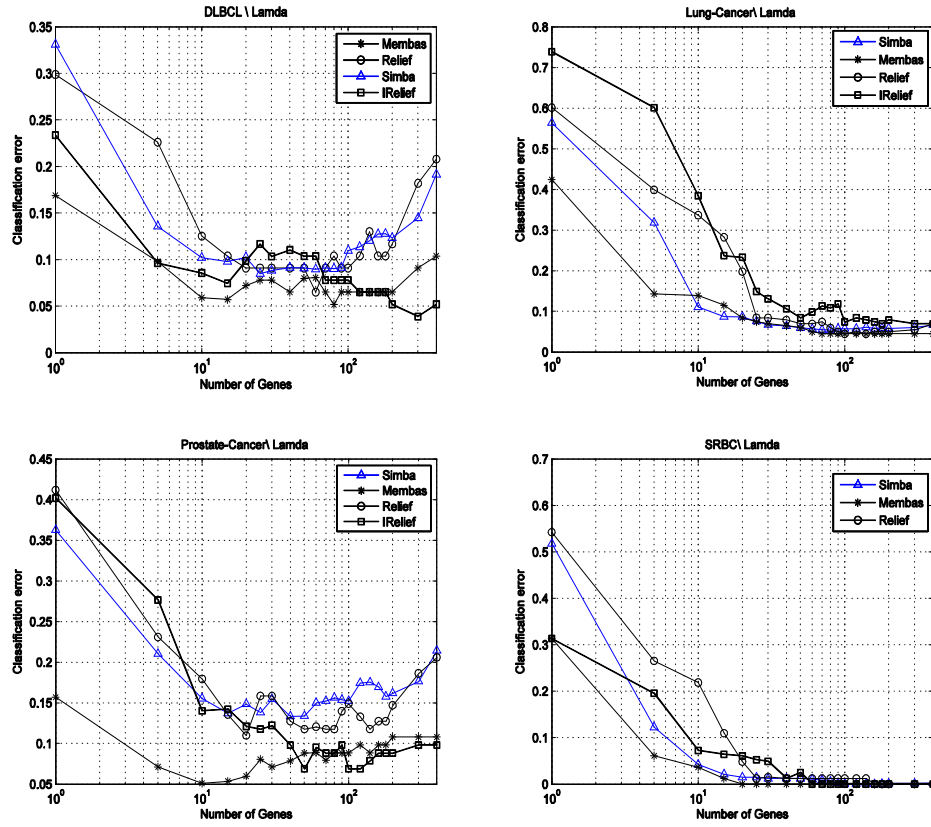 DLBCL \ Lamda
0.35
0.3
0.25
0.2
0.15
0.1
0.05
0
Classification error
10^0
10^1
10^2
Number of Genes
Membas
Relief
Simba
IRelief
Lung-Cancer\ Lamda
0.8
0.7
0.6
0.5
0.4
0.3
0.2
0.1
0
Classification error
10^0
10^1
10^2
Number of Genes
Simba
Membas
Relief
IRelief
Prostate-Cancer\ Lamda
0.45
0.4
0.35
0.3
0.25
0.2
0.15
0.1
0.05
Classification error
10^0
10^1
10^2
Number of Genes
Simba
Membas
Relief
IRelief
SRBC\ Lamda
0.7
0.6
0.5
0.4
0.3
0.2
0.1
0
Classification error
10^0
10^1
10^2
Number of Genes
Simba
Membas
Relief